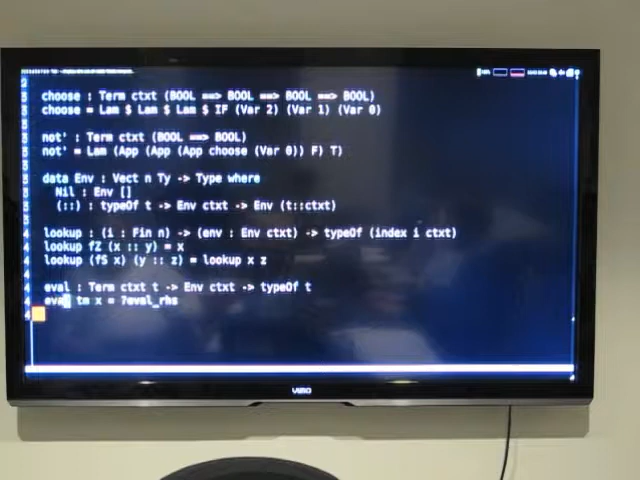 choose : Term ctxt (BOOL ==> BOOL ==> BOOL ==> BOOL)
choose = Lam $ Lam $ Lam $ IF (Var 2) (Var 1) (Var 0)
not' : Term ctxt (BOOL ==> BOOL)
not' = Lam (App (App (App choose (Var 0)) F) T)
data Env : Vect n Ty -> Type where
Nil : Env []
(::) : typeOf t -> Env ctxt -> Env (t::ctxt)
lookup : (i : Fin n) -> (env : Env ctxt) -> typeOf (index i ctxt)
lookup fZ (x :: y) = x
lookup (fS x) (y :: z) = lookup x z
eval : Term ctxt t -> Env ctxt -> typeOf t
eval tm x = ?eval_rhs
VIZIO